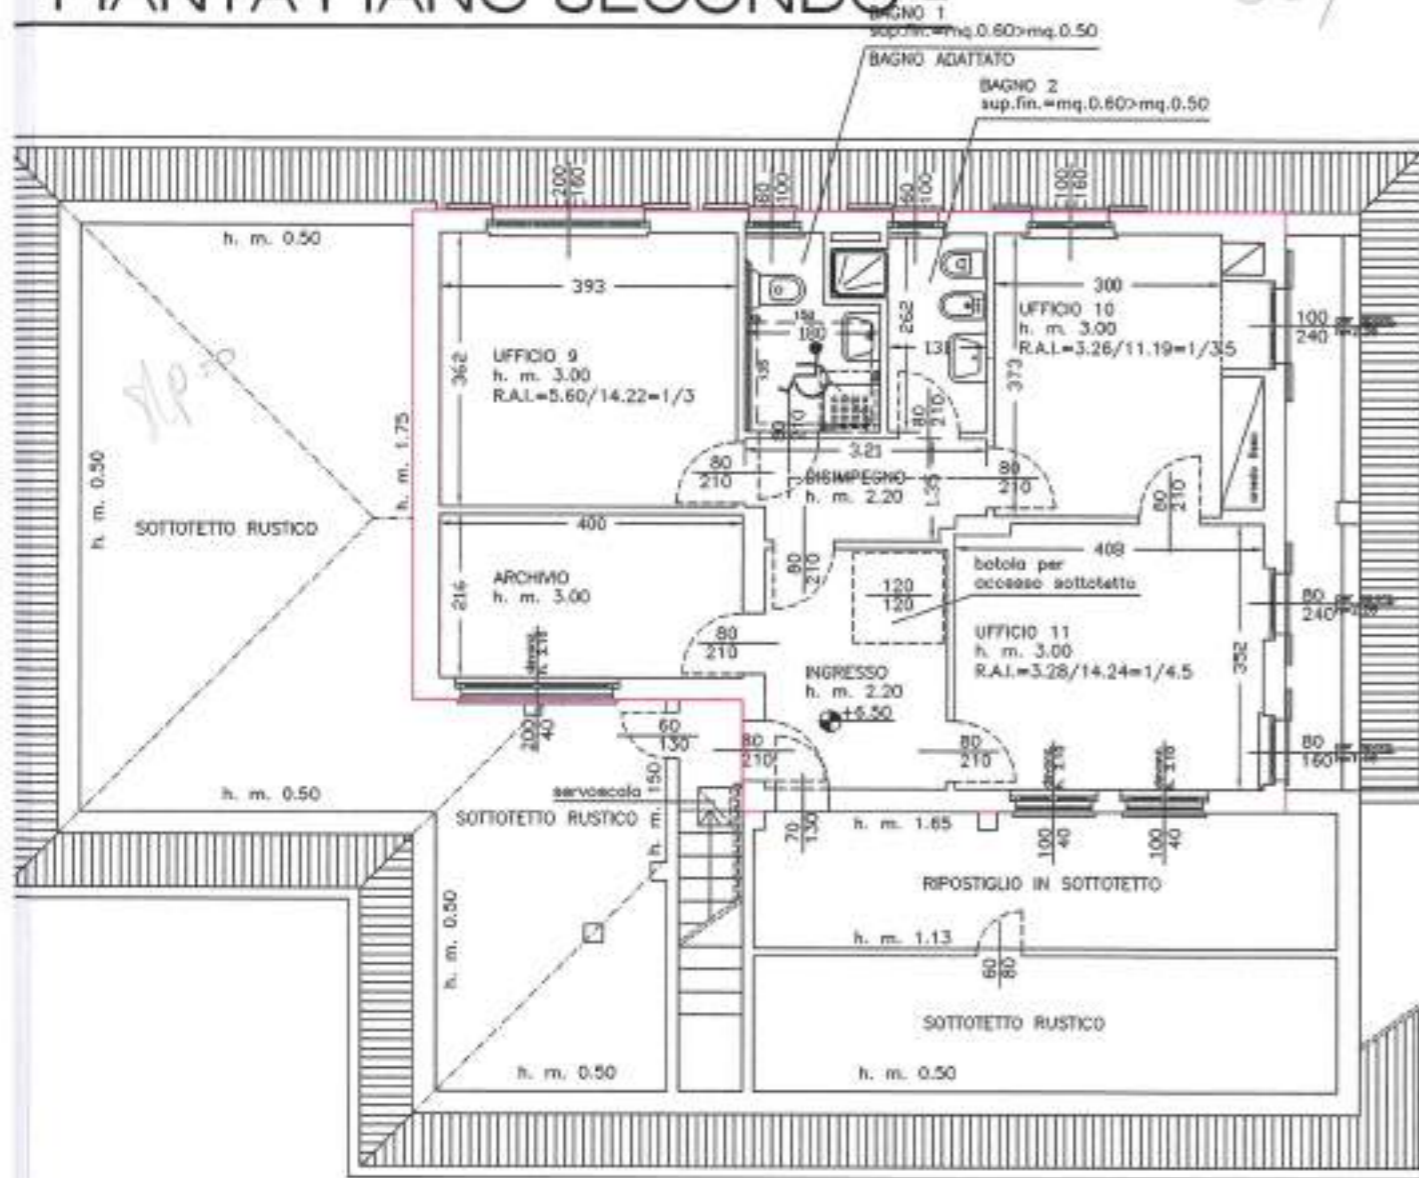 PIANTA PIANO SECONDO
BAGNO 1
sup.fin.=mq.0.60>mq.0.50
BAGNO ADATTATO
BAGNO 2
sup.fin.=mq.0.60>mq.0.50
200
160
60
100
60
100
100
160
h. m. 0.50
393
UFFICIO 9
h. m. 3.00
R.A.I.=5.60/14.22=1/3
362
180
262
131
300
UFFICIO 10
h. m. 3.00
R.A.I.=3.26/11.19=1/3.5
373
100
240
h. m. 1.75
h. m. 0.50
SOTTOTETTO RUSTICO
80
210
80
210
80
210
3.21
DISIMPEGNO
h. m. 2.20
1.35
80
210
80
210
400
ARCHIVIO
h. m. 3.00
216
80
210
120
120
408
botola per
accesso sottotetto
UFFICIO 11
h. m. 3.00
R.A.I.=3.28/14.24=1/4.5
352
80
240
80
210
INGRESSO
h. m. 2.20
+6.50
200
40
60
130
80
210
80
210
80
160
h. m. 0.50
servoscala
SOTTOTETTO RUSTICO
h. m. 150
70
130
h. m. 1.65
100
40
100
40
RIPOSTIGLIO IN SOTTOTETTO
h. m. 0.50
h. m. 1.13
60
80
SOTTOTETTO RUSTICO
h. m. 0.50
h. m. 0.50